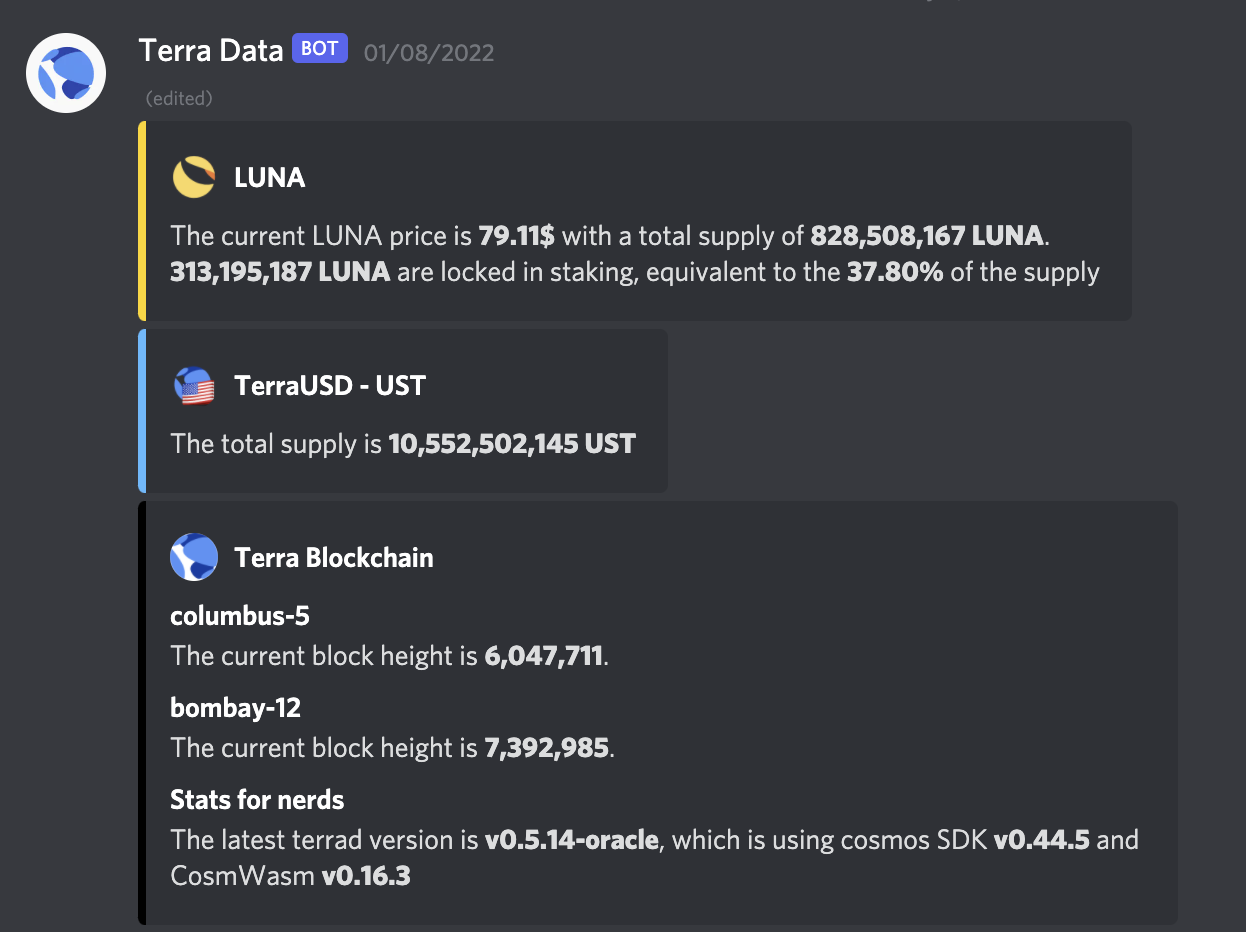 Terra Data BOT 01/08/2022
(edited)
LUNA
The current LUNA price is 79.11$ with a total supply of 828,508,167 LUNA.
313,195,187 LUNA are locked in staking, equivalent to the 37.80% of the supply
TerraUSD - UST
The total supply is 10,552,502,145 UST
Terra Blockchain
columbus-5
The current block height is 6,047,711.
bombay-12
The current block height is 7,392,985.
Stats for nerds
The latest terrad version is v0.5.14-oracle, which is using cosmos SDK v0.44.5 and
CosmWasm v0.16.3